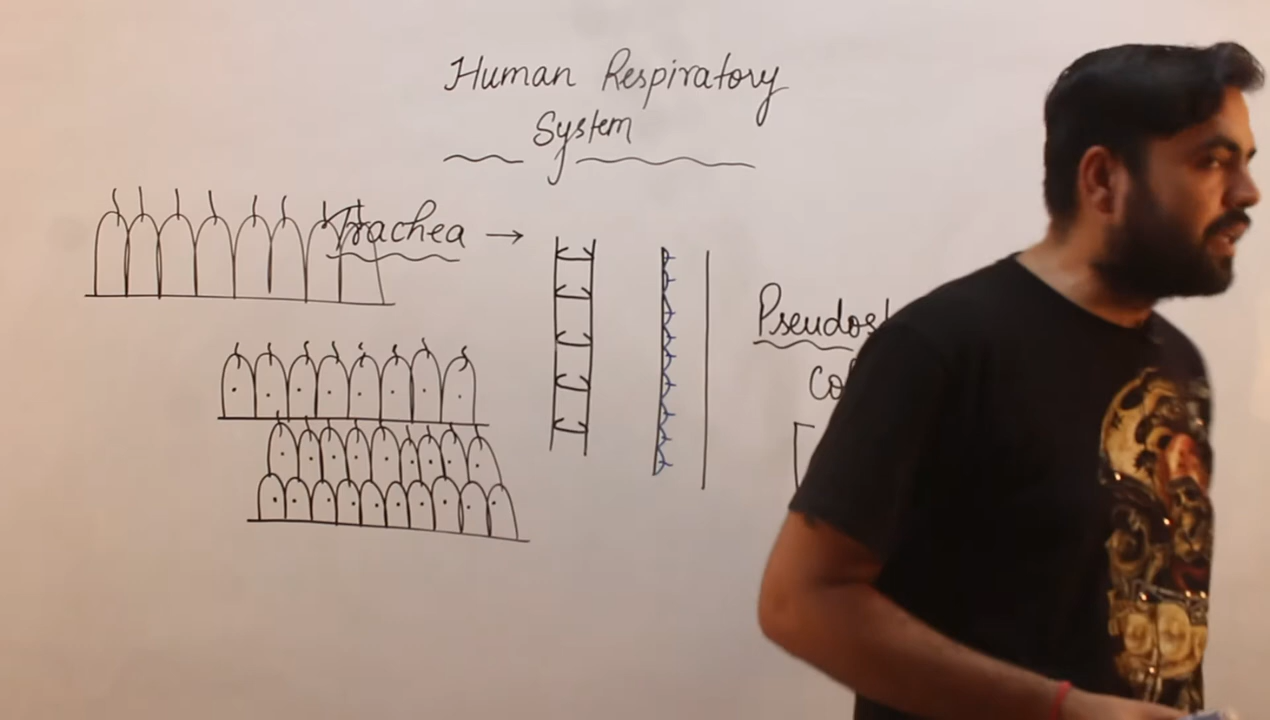 Human Respiratory
System
Trachea →